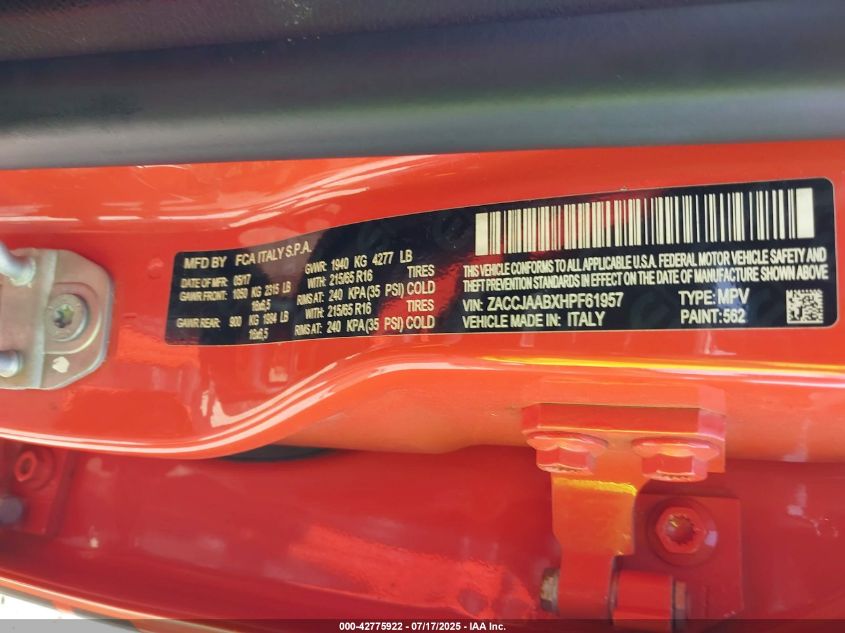 MFD BY FCA ITALY S.P.A.
DATE OF MFR: 05/17 GVWR: 1940 KG 4277 LB
GAWR FRONT: 1050 KG 2315 LB WITH: 215/65 R16 TIRES
16x6,5 RIMS AT: 240 KPA(35 PSI) COLD
GAWR REAR: 900 KG 1984 LB WITH: 215/65 R16 TIRES
16x6,5 RIMS AT: 240 KPA(35 PSI) COLD
THIS VEHICLE CONFORMS TO ALL APPLICABLE U.S.A. FEDERAL MOTOR VEHICLE SAFETY AND
THEFT PREVENTION STANDARDS IN EFFECT ON THE DATE OF MANUFACTURE SHOWN ABOVE
VIN: ZACCJAABXHPF61957 TYPE: MPV
VEHICLE MADE IN: ITALY PAINT:562
000-42775922 - 07/17/2025 - IAA Inc.